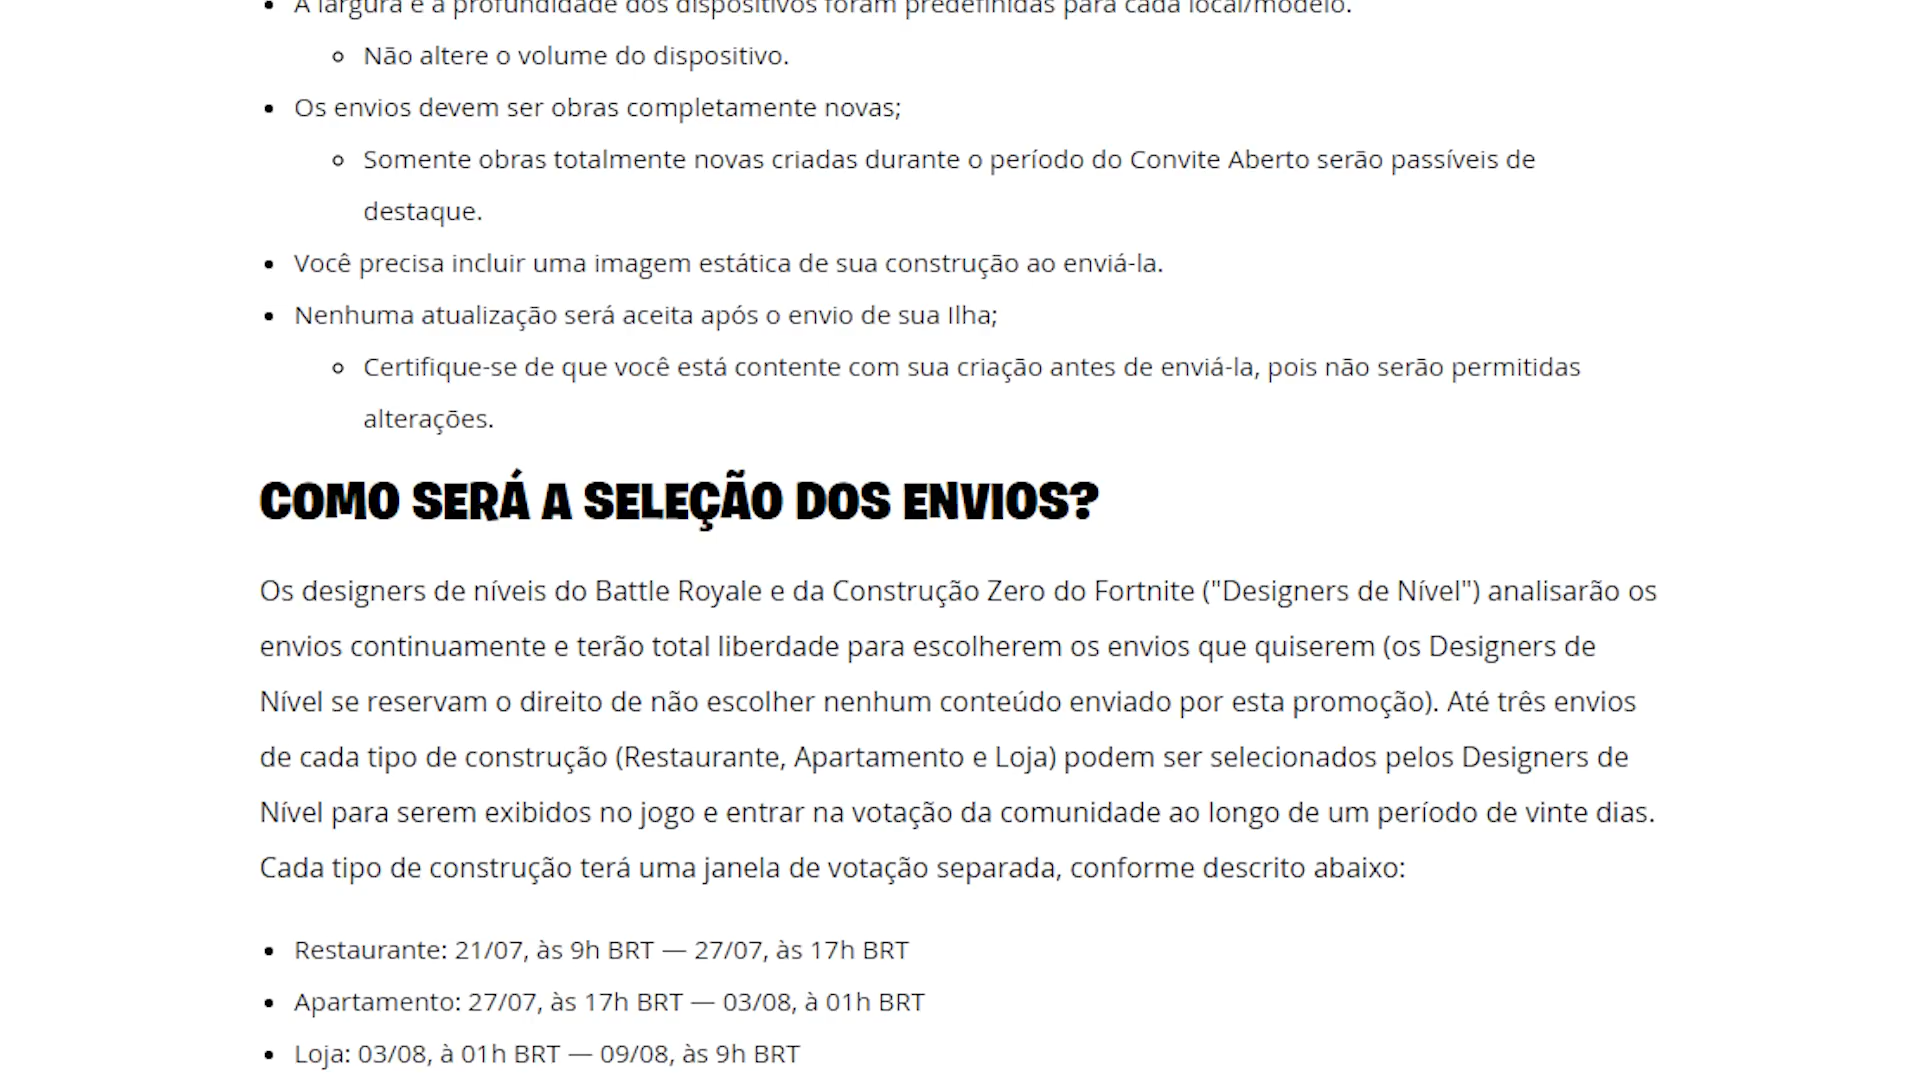 A largura e a profundidade dos dispositivos foram predefinidas para cada local/modelo.
Não altere o volume do dispositivo.
Os envios devem ser obras completamente novas;
Somente obras totalmente novas criadas durante o período do Convite Aberto serão passíveis de
destaque.
Você precisa incluir uma imagem estática de sua construção ao enviá-la.
Nenhuma atualização será aceita após o envio de sua Ilha;
Certifique-se de que você está contente com sua criação antes de enviá-la, pois não serão permitidas
alterações.
COMO SERÁ A SELEÇÃO DOS ENVIOS?
Os designers de níveis do Battle Royale e da Construção Zero do Fortnite ("Designers de Nível") analisarão os
envios continuamente e terão total liberdade para escolherem os envios que quiserem (os Designers de
Nível se reservam o direito de não escolher nenhum conteúdo enviado por esta promoção). Até três envios
de cada tipo de construção (Restaurante, Apartamento e Loja) podem ser selecionados pelos Designers de
Nível para serem exibidos no jogo e entrar na votação da comunidade ao longo de um período de vinte dias.
Cada tipo de construção terá uma janela de votação separada, conforme descrito abaixo:
Restaurante: 21/07, às 9h BRT — 27/07, às 17h BRT
Apartamento: 27/07, às 17h BRT — 03/08, à 01h BRT
Loja: 03/08, à 01h BRT — 09/08, às 9h BRT